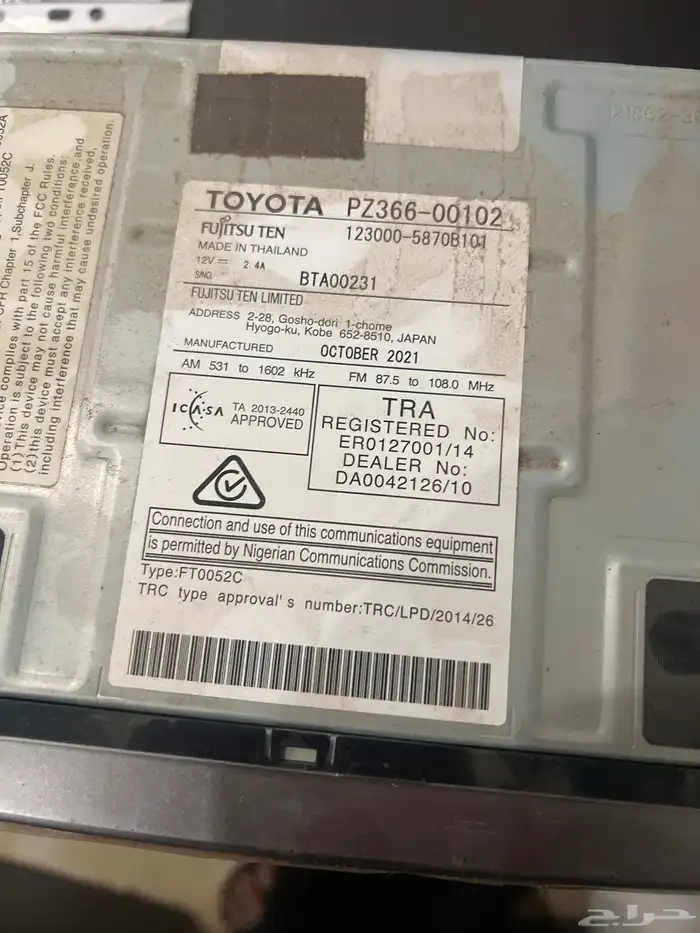 TOYOTA PZ366-00102
FUJITSU TEN 123000-5870B101
MADE IN THAILAND
12V 2.4A
S/NO. BTA00231
FUJITSU TEN LIMITED
ADDRESS 2-28, Gosho-dori 1-chome
Hyogo-ku, Kobe 652-8510, JAPAN
MANUFACTURED OCTOBER 2021
AM 531 to 1602 kHz FM 87.5 to 108.0 MHz
ICASA TA 2013-2440
APPROVED
TRA
REGISTERED No:
ER0127001/14
DEALER No:
DA0042126/10
Connection and use of this communications equipment
is permitted by Nigerian Communications Commission.
Type:FT0052C
TRC type approval's number:TRC/LPD/2014/26
FT0052C
CFR Chapter 1,Subchapter J.
complies with part 15 of the FCC Rules.
Operation is subject to the following two conditions:
(1)This device may not cause harmful interference,and
(2)this device must accept any interference received,
including interference that may cause undesired operation.
حراج